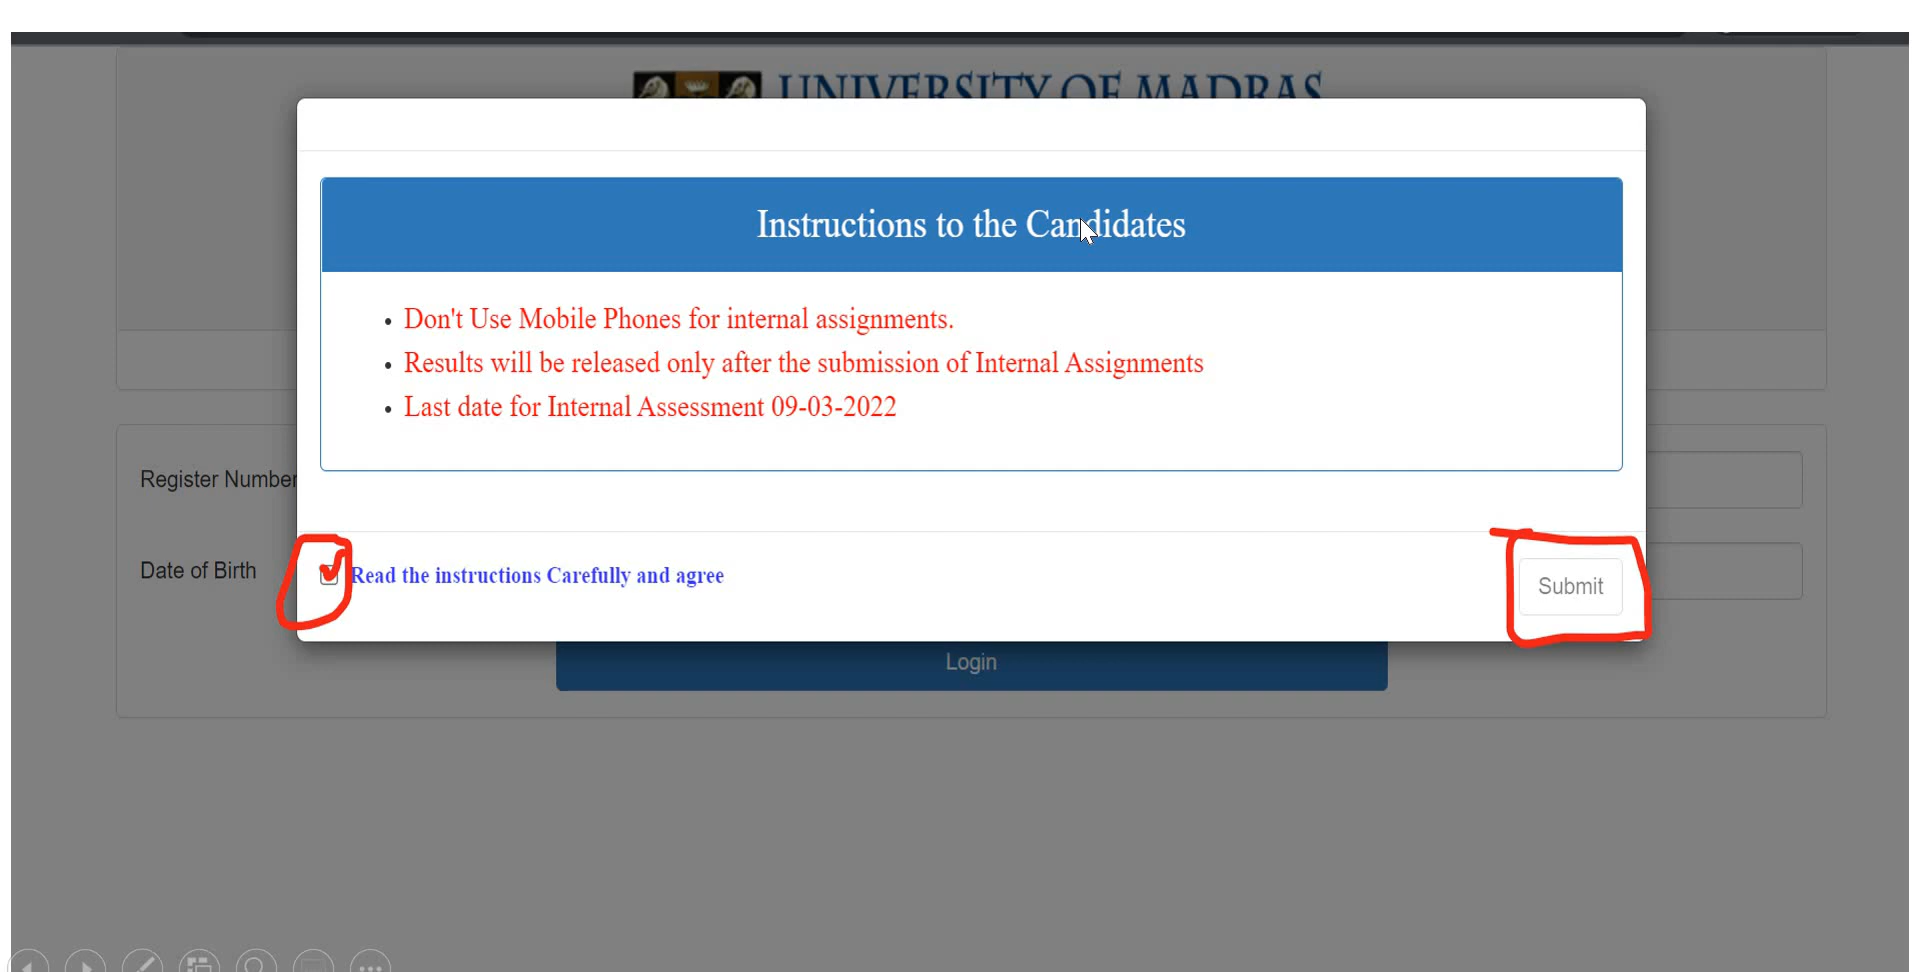 UNIVERSITY OF MADRAS
Instructions to the Candidates
Don't Use Mobile Phones for internal assignments.
Results will be released only after the submission of Internal Assignments
Last date for Internal Assessment 09-03-2022
Register Number
Date of Birth
Read the instructions Carefully and agree
Submit
Login